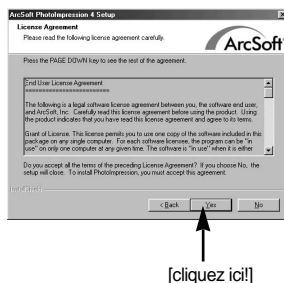 ArcSoft PhotoImpression 4 Setup
License Agreement
Please read the following license agreement carefully.
ArcSoft
Press the PAGE DOWN key to see the rest of the agreement.
End User License Agreement
========================
The following is a legal software license agreement between you, the software end user,
and ArcSoft, Inc. Carefully read this license agreement before using the product. Using
the product indicates that you have read this license agreement and agree to its terms.
Grant of License. This license permits you to use one copy of the software included in this
package on any single computer. For each software licensee, the program can be "in
use" on only one computer at any given time. The software is "in use" when it is either
Do you accept all the terms of the preceding License Agreement? If you choose No, the
setup will close. To install PhotoImpression, you must accept this agreement.
InstallShield
< Back
Yes
No
[cliquez ici!]